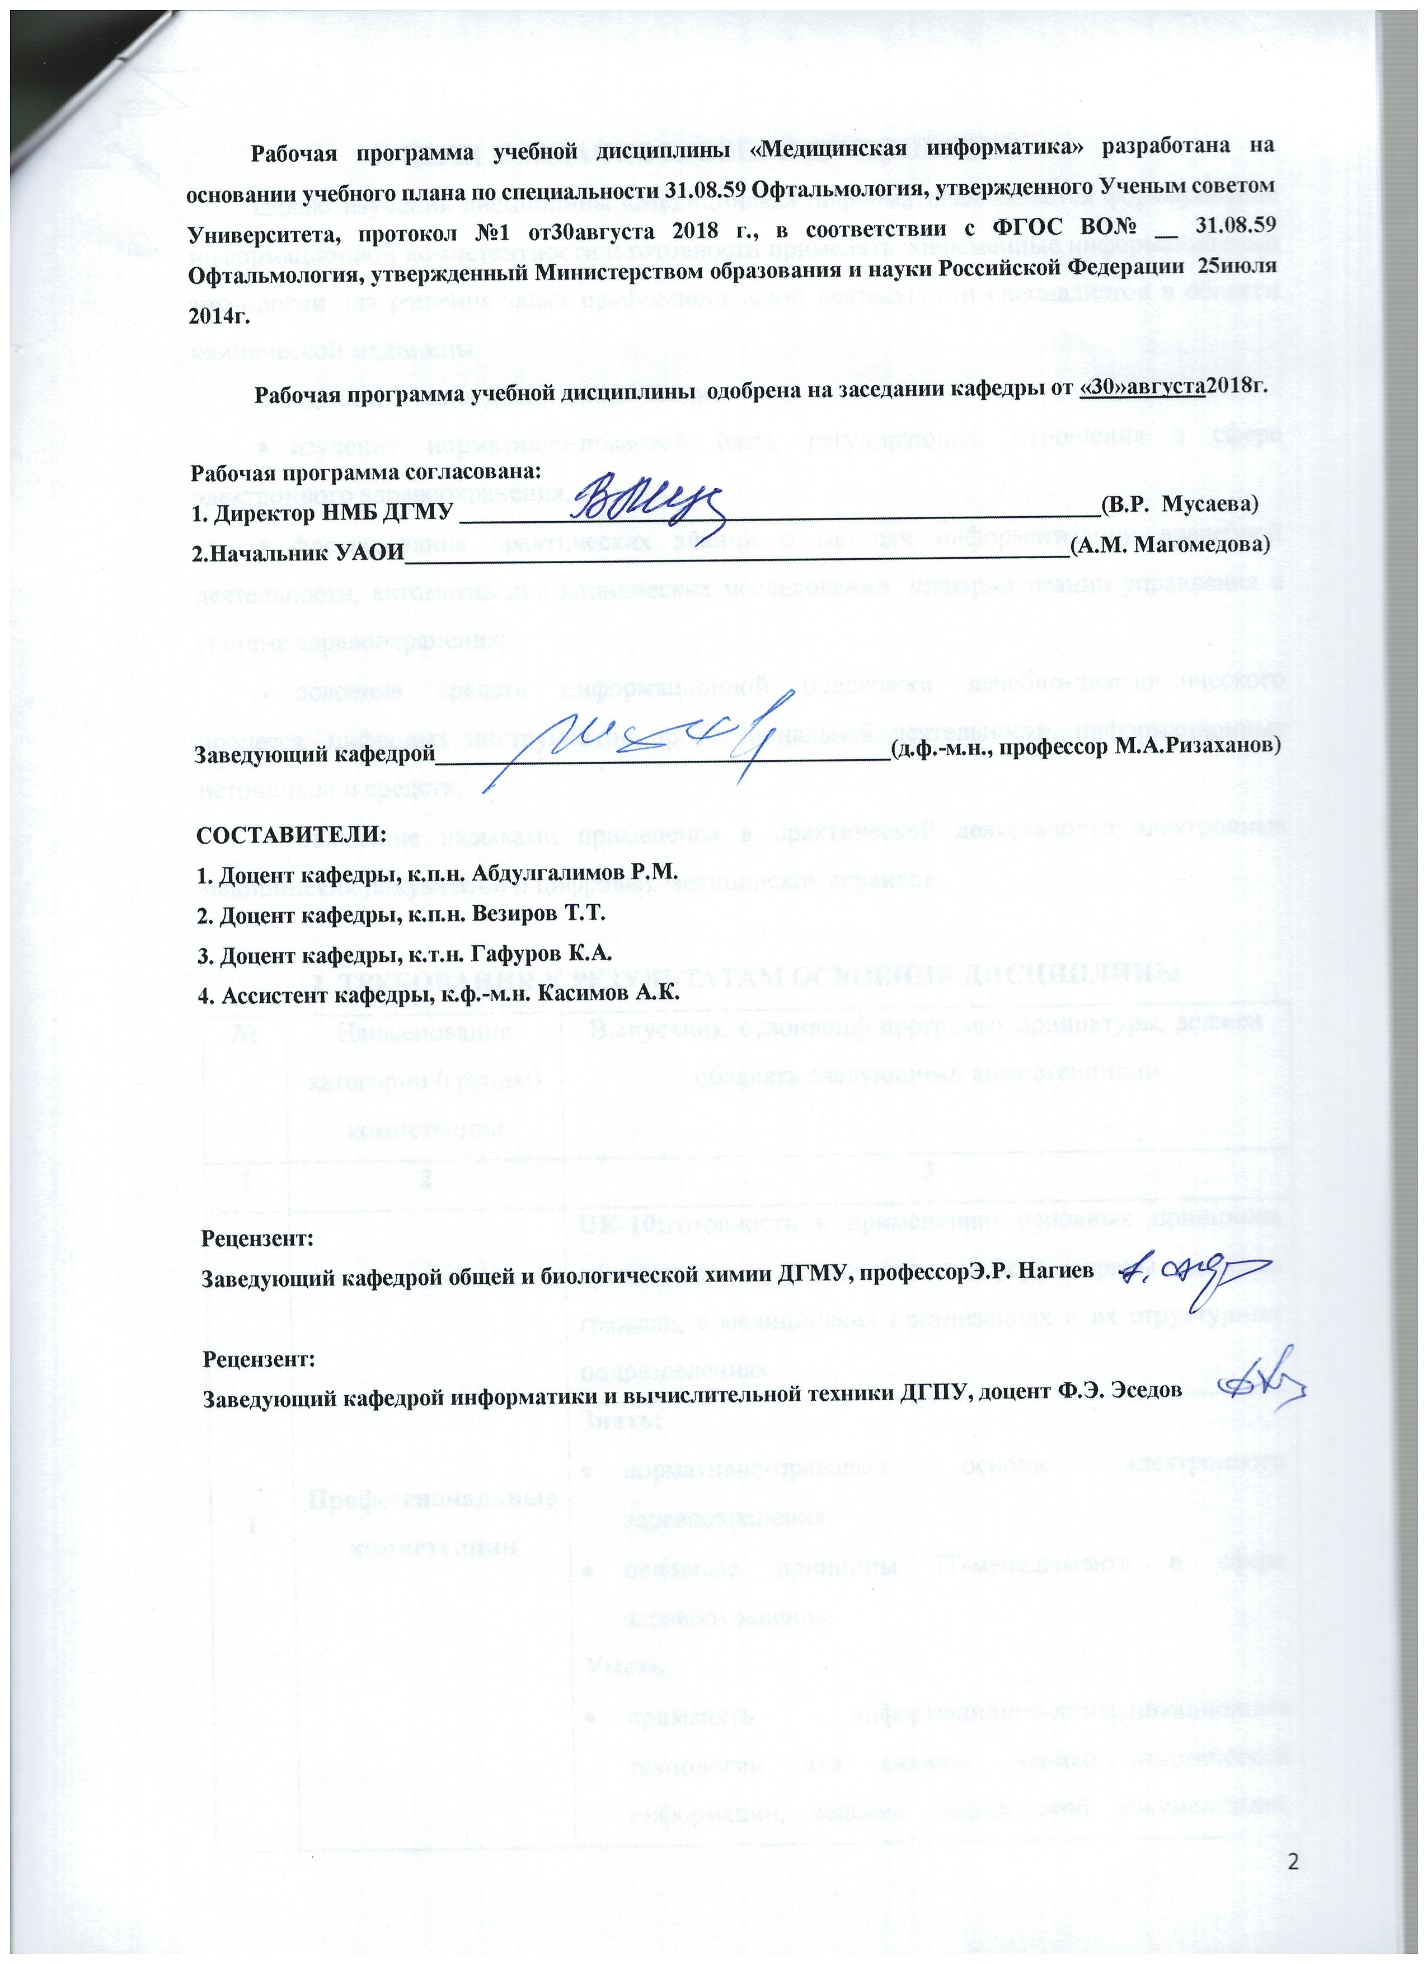 Рабочая программа учебной дисциплины «Медицинская информатика» разработана на
основании учебного плана по специальности 31.08.59 Офтальмология, утвержденного Ученым советом
Университета, протокол №1 от30августа 2018 г., в соответствии с ФГОС ВО№ __ 31.08.59
Офтальмология, утвержденный Министерством образования и науки Российской Федерации 25июля
2014г.
Рабочая программа учебной дисциплины одобрена на заседании кафедры от «30»августа2018г.
Рабочая программа согласована:
1. Директор НМБ ДГМУ ____________________(В.Р. Мусаева)
2.Начальник УАОИ____________________(А.М. Магомедова)
Заведующий кафедрой____________________(д.ф.-м.н., профессор М.А.Ризаханов)
СОСТАВИТЕЛИ:
1. Доцент кафедры, к.п.н. Абдулгалимов Р.М.
2. Доцент кафедры, к.п.н. Везиров Т.Т.
3. Доцент кафедры, к.т.н. Гафуров К.А.
4. Ассистент кафедры, к.ф.-м.н. Касимов А.К.
Рецензент:
Заведующий кафедрой общей и биологической химии ДГМУ, профессорЭ.Р. Нагиев
Рецензент:
Заведующий кафедрой информатики и вычислительной техники ДГПУ, доцент Ф.Э. Эседов
2